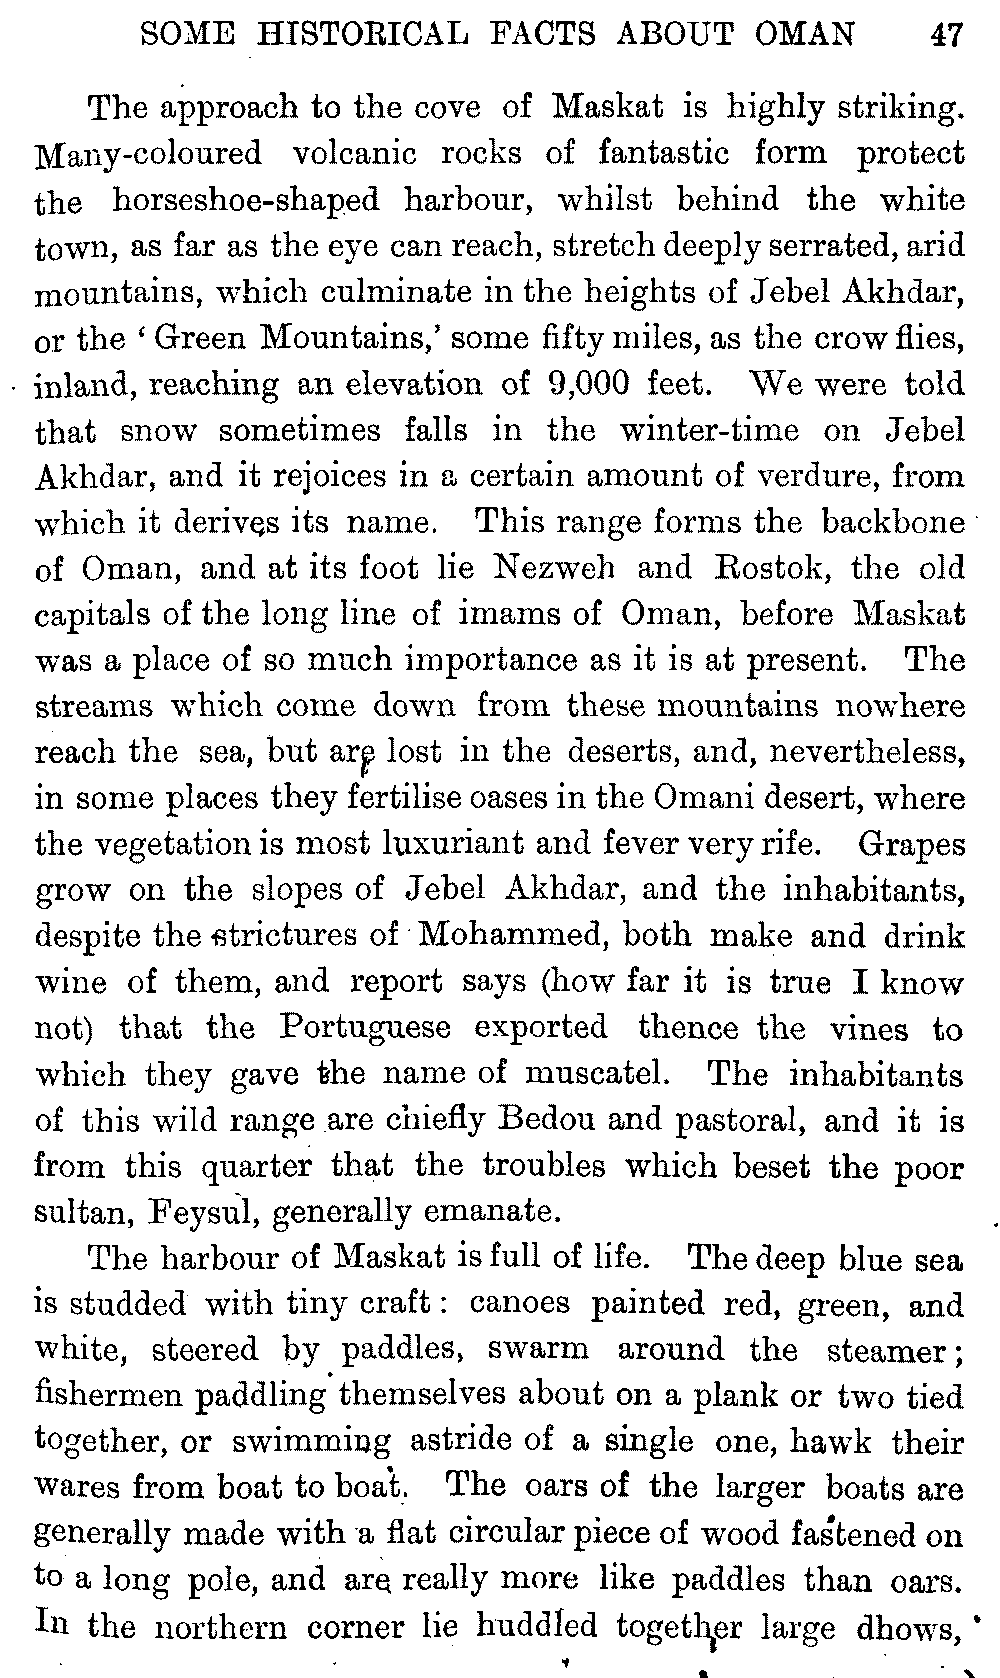 SOME HISTORICAL FACTS ABOUT OMAN 47
The approach to the cove of Maskat is highly striking.
Many-coloured volcanic rocks of fantastic form protect
the horseshoe-shaped harbour, whilst behind the white
town, as far as the eye can reach, stretch deeply serrated, arid
mountains, which culminate in the heights of Jebel Akhdar,
or the ‘ Green Mountains,’ some fifty miles, as the crow flies,
inland, reaching an elevation of 9,000 feet. We were told
that snow sometimes falls in the winter-time on Jebel
Akhdar, and it rejoices in a certain amount of verdure, from
which it derives its name. This range forms the backbone
of Oman, and at its foot lie Nezweh and Rostok, the old
capitals of the long line of imams of Oman, before Maskat
was a place of so much importance as it is at present. The
streams which come down from these mountains nowhere
reach the sea, but are lost in the deserts, and, nevertheless,
in some places they fertilise oases in the Omani desert, where
the vegetation is most luxuriant and fever very rife. Grapes
grow on the slopes of Jebel Akhdar, and the inhabitants,
despite the strictures of Mohammed, both make and drink
wine of them, and report says (how far it is true I know
not) that the Portuguese exported thence the vines to
which they gave the name of muscatel. The inhabitants
of this wild range are chiefly Bedou and pastoral, and it is
from this quarter that the troubles which beset the poor
sultan, Feysul, generally emanate.
The harbour of Maskat is full of life. The deep blue sea
is studded with tiny craft : canoes painted red, green, and
white, steered by paddles, swarm around the steamer ;
fishermen paddling themselves about on a plank or two tied
together, or swimming astride of a single one, hawk their
wares from boat to boat. The oars of the larger boats are
generally made with a flat circular piece of wood fastened on
to a long pole, and are really more like paddles than oars.
In the northern corner lie huddled together large dhows,